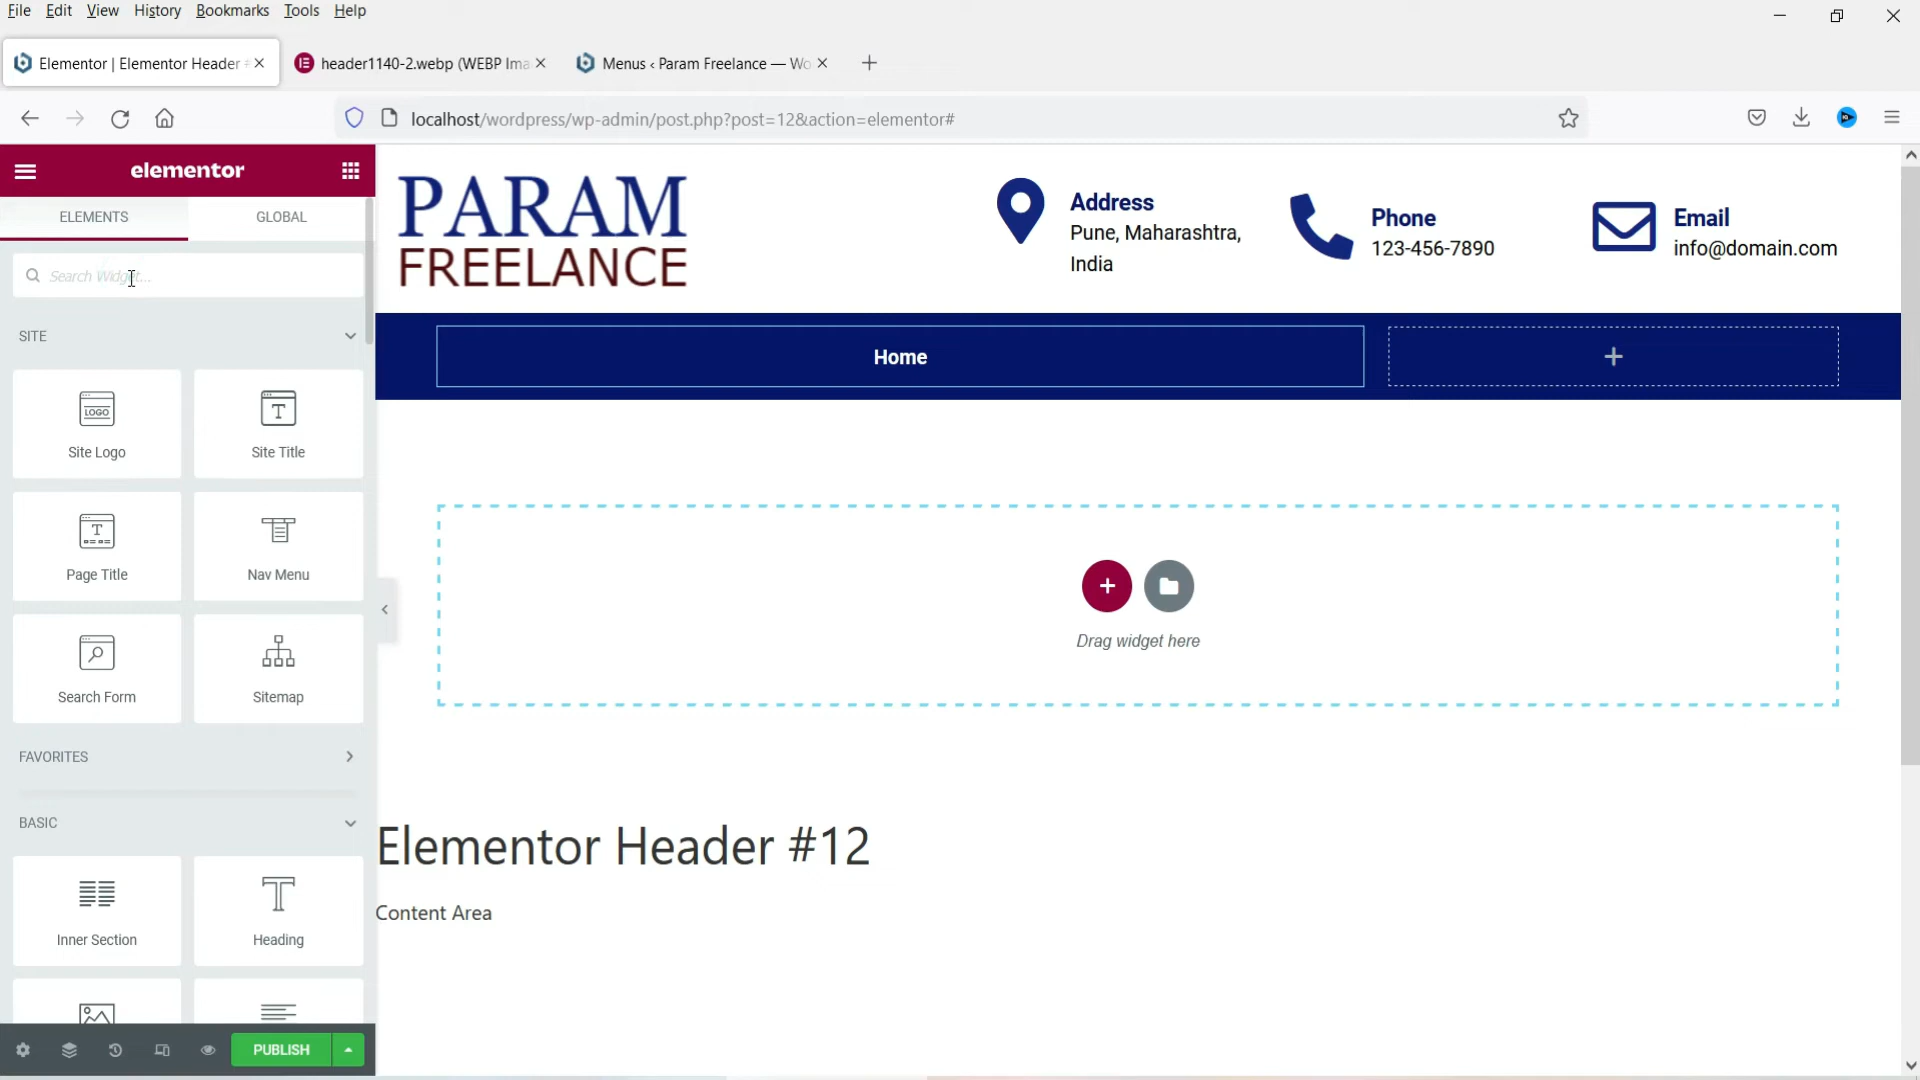 File Edit View History Bookmarks Tools Help
Elementor | Elementor Header #
header1140-2.webp (WEBP Ima
Menus ‹ Param Freelance — Wo
localhost/wordpress/wp-admin/post.php?post=12&action=elementor#
elementor
ELEMENTS
GLOBAL
Search Widget...
SITE
LOGO
Site Logo
T
Site Title
T
Page Title
Nav Menu
Search Form
Sitemap
FAVORITES
BASIC
Inner Section
T
Heading
PUBLISH
PARAM
FREELANCE
Address
Pune, Maharashtra,
India
Phone
123-456-7890
Email
info@domain.com
Home
Drag widget here
Elementor Header #12
Content Area